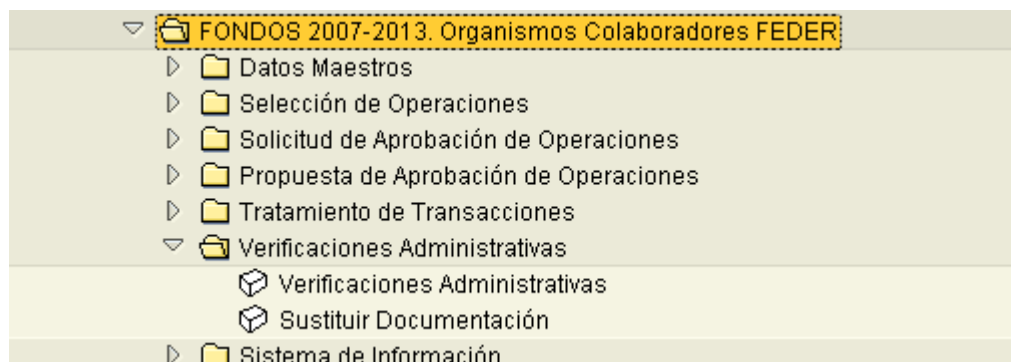 FONDOS 2007-2013. Organismos Colaboradores FEDER
Datos Maestros
Selección de Operaciones
Solicitud de Aprobación de Operaciones
Propuesta de Aprobación de Operaciones
Tratamiento de Transacciones
Verificaciones Administrativas
Verificaciones Administrativas
Sustituir Documentación
Sistema de Información